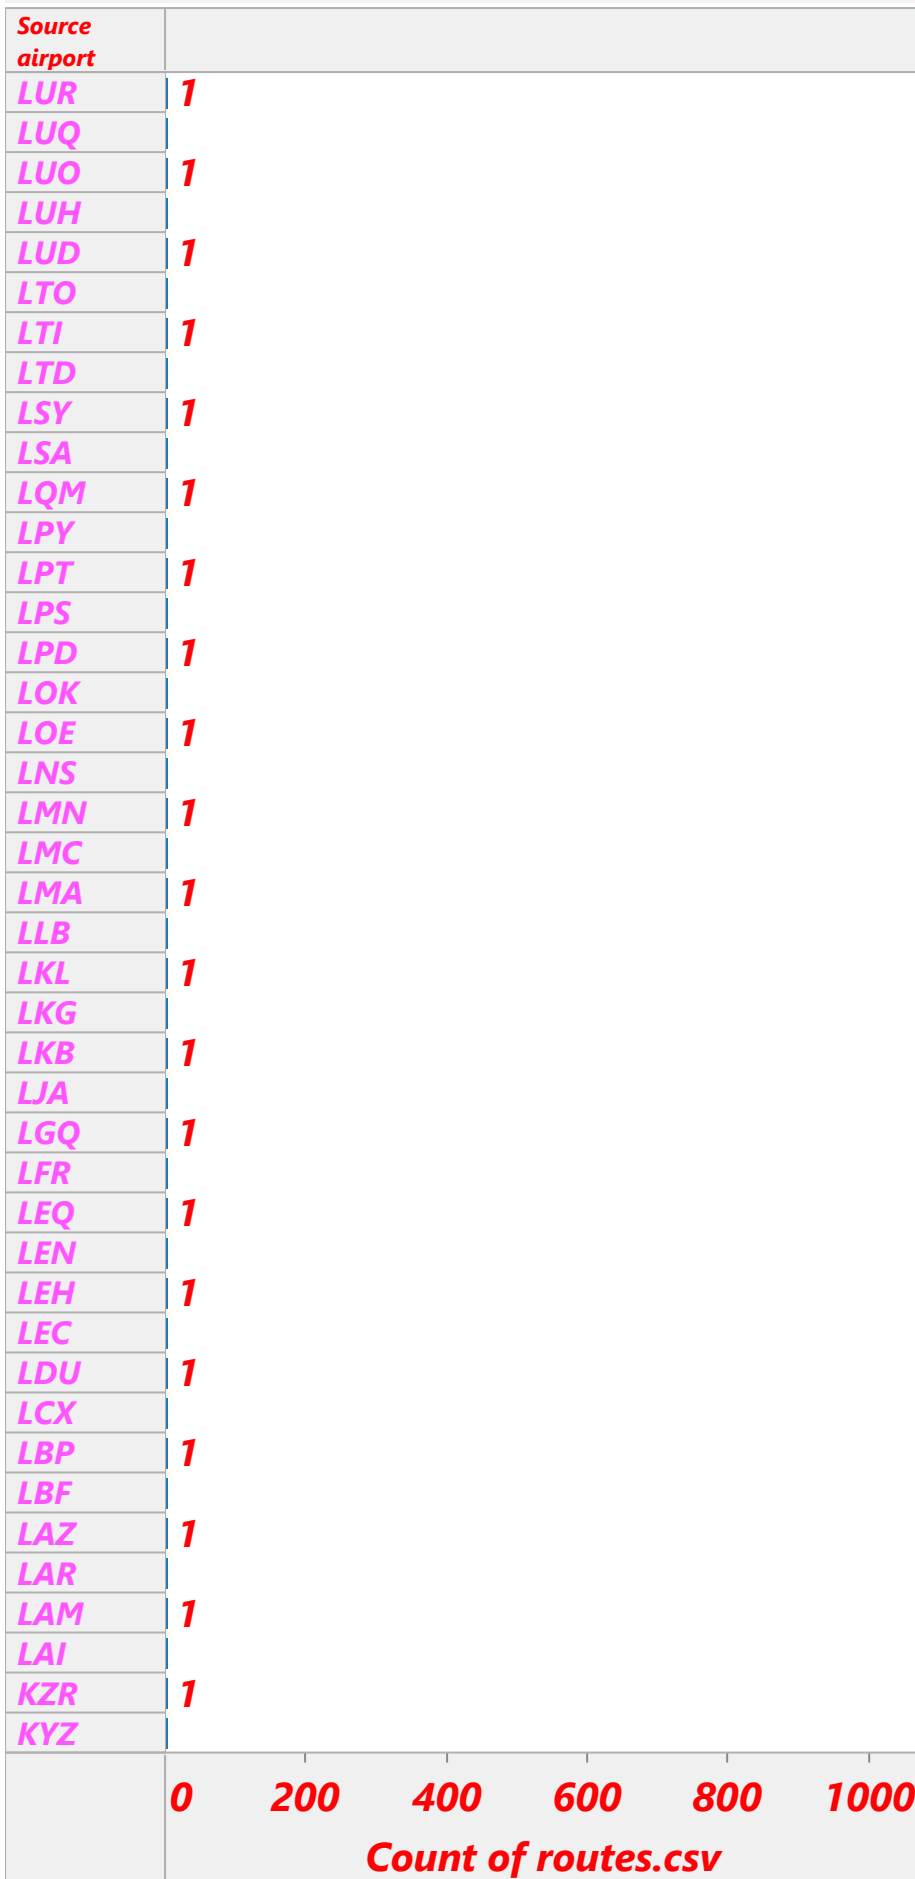 Source
airport
LUR 1
LUQ
LUO 1
LUH
LUD 1
LTO
LTI 1
LTD
LSY 1
LSA
LQM 1
LPY
LPT 1
LPS
LPD 1
LOK
LOE 1
LNS
LMN 1
LMC
LMA 1
LLB
LKL 1
LKG
LKB 1
LJA
LGQ 1
LFR
LEQ 1
LEN
LEH 1
LEC
LDU 1
LCX
LBP 1
LBF
LAZ 1
LAR
LAM 1
LAI
KZR 1
KYZ
0 200 400 600 800 1000
Count of routes.csv